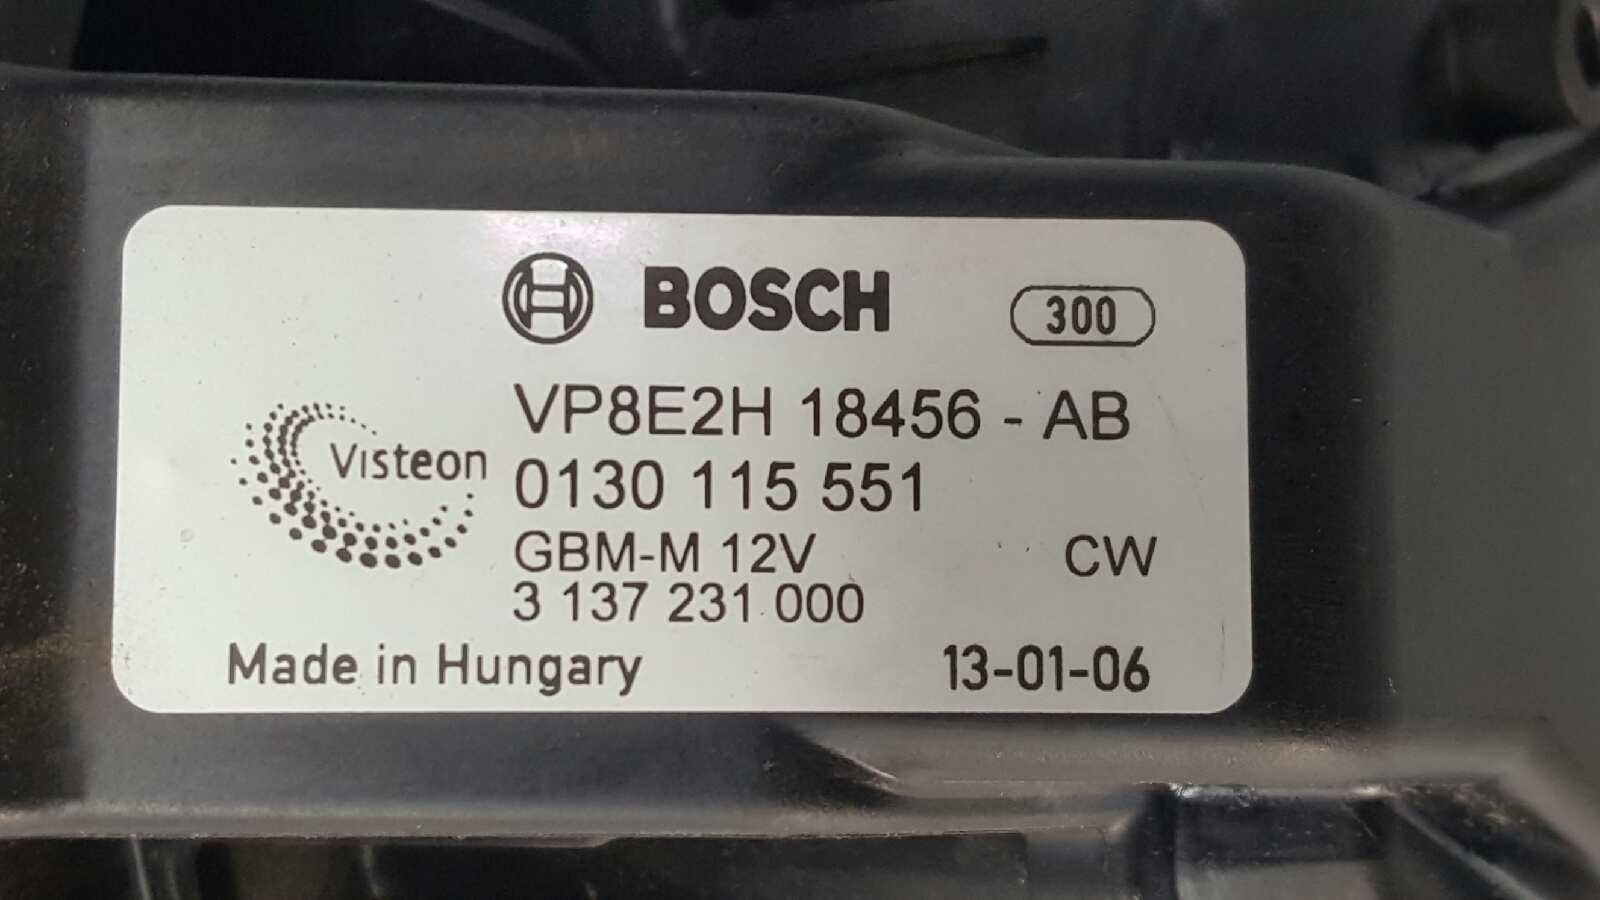 BOSCH 300
VP8E2H 18456 - AB
Visteon
0130 115 551
GBM-M 12V CW
3 137 231 000
Made in Hungary 13-01-06